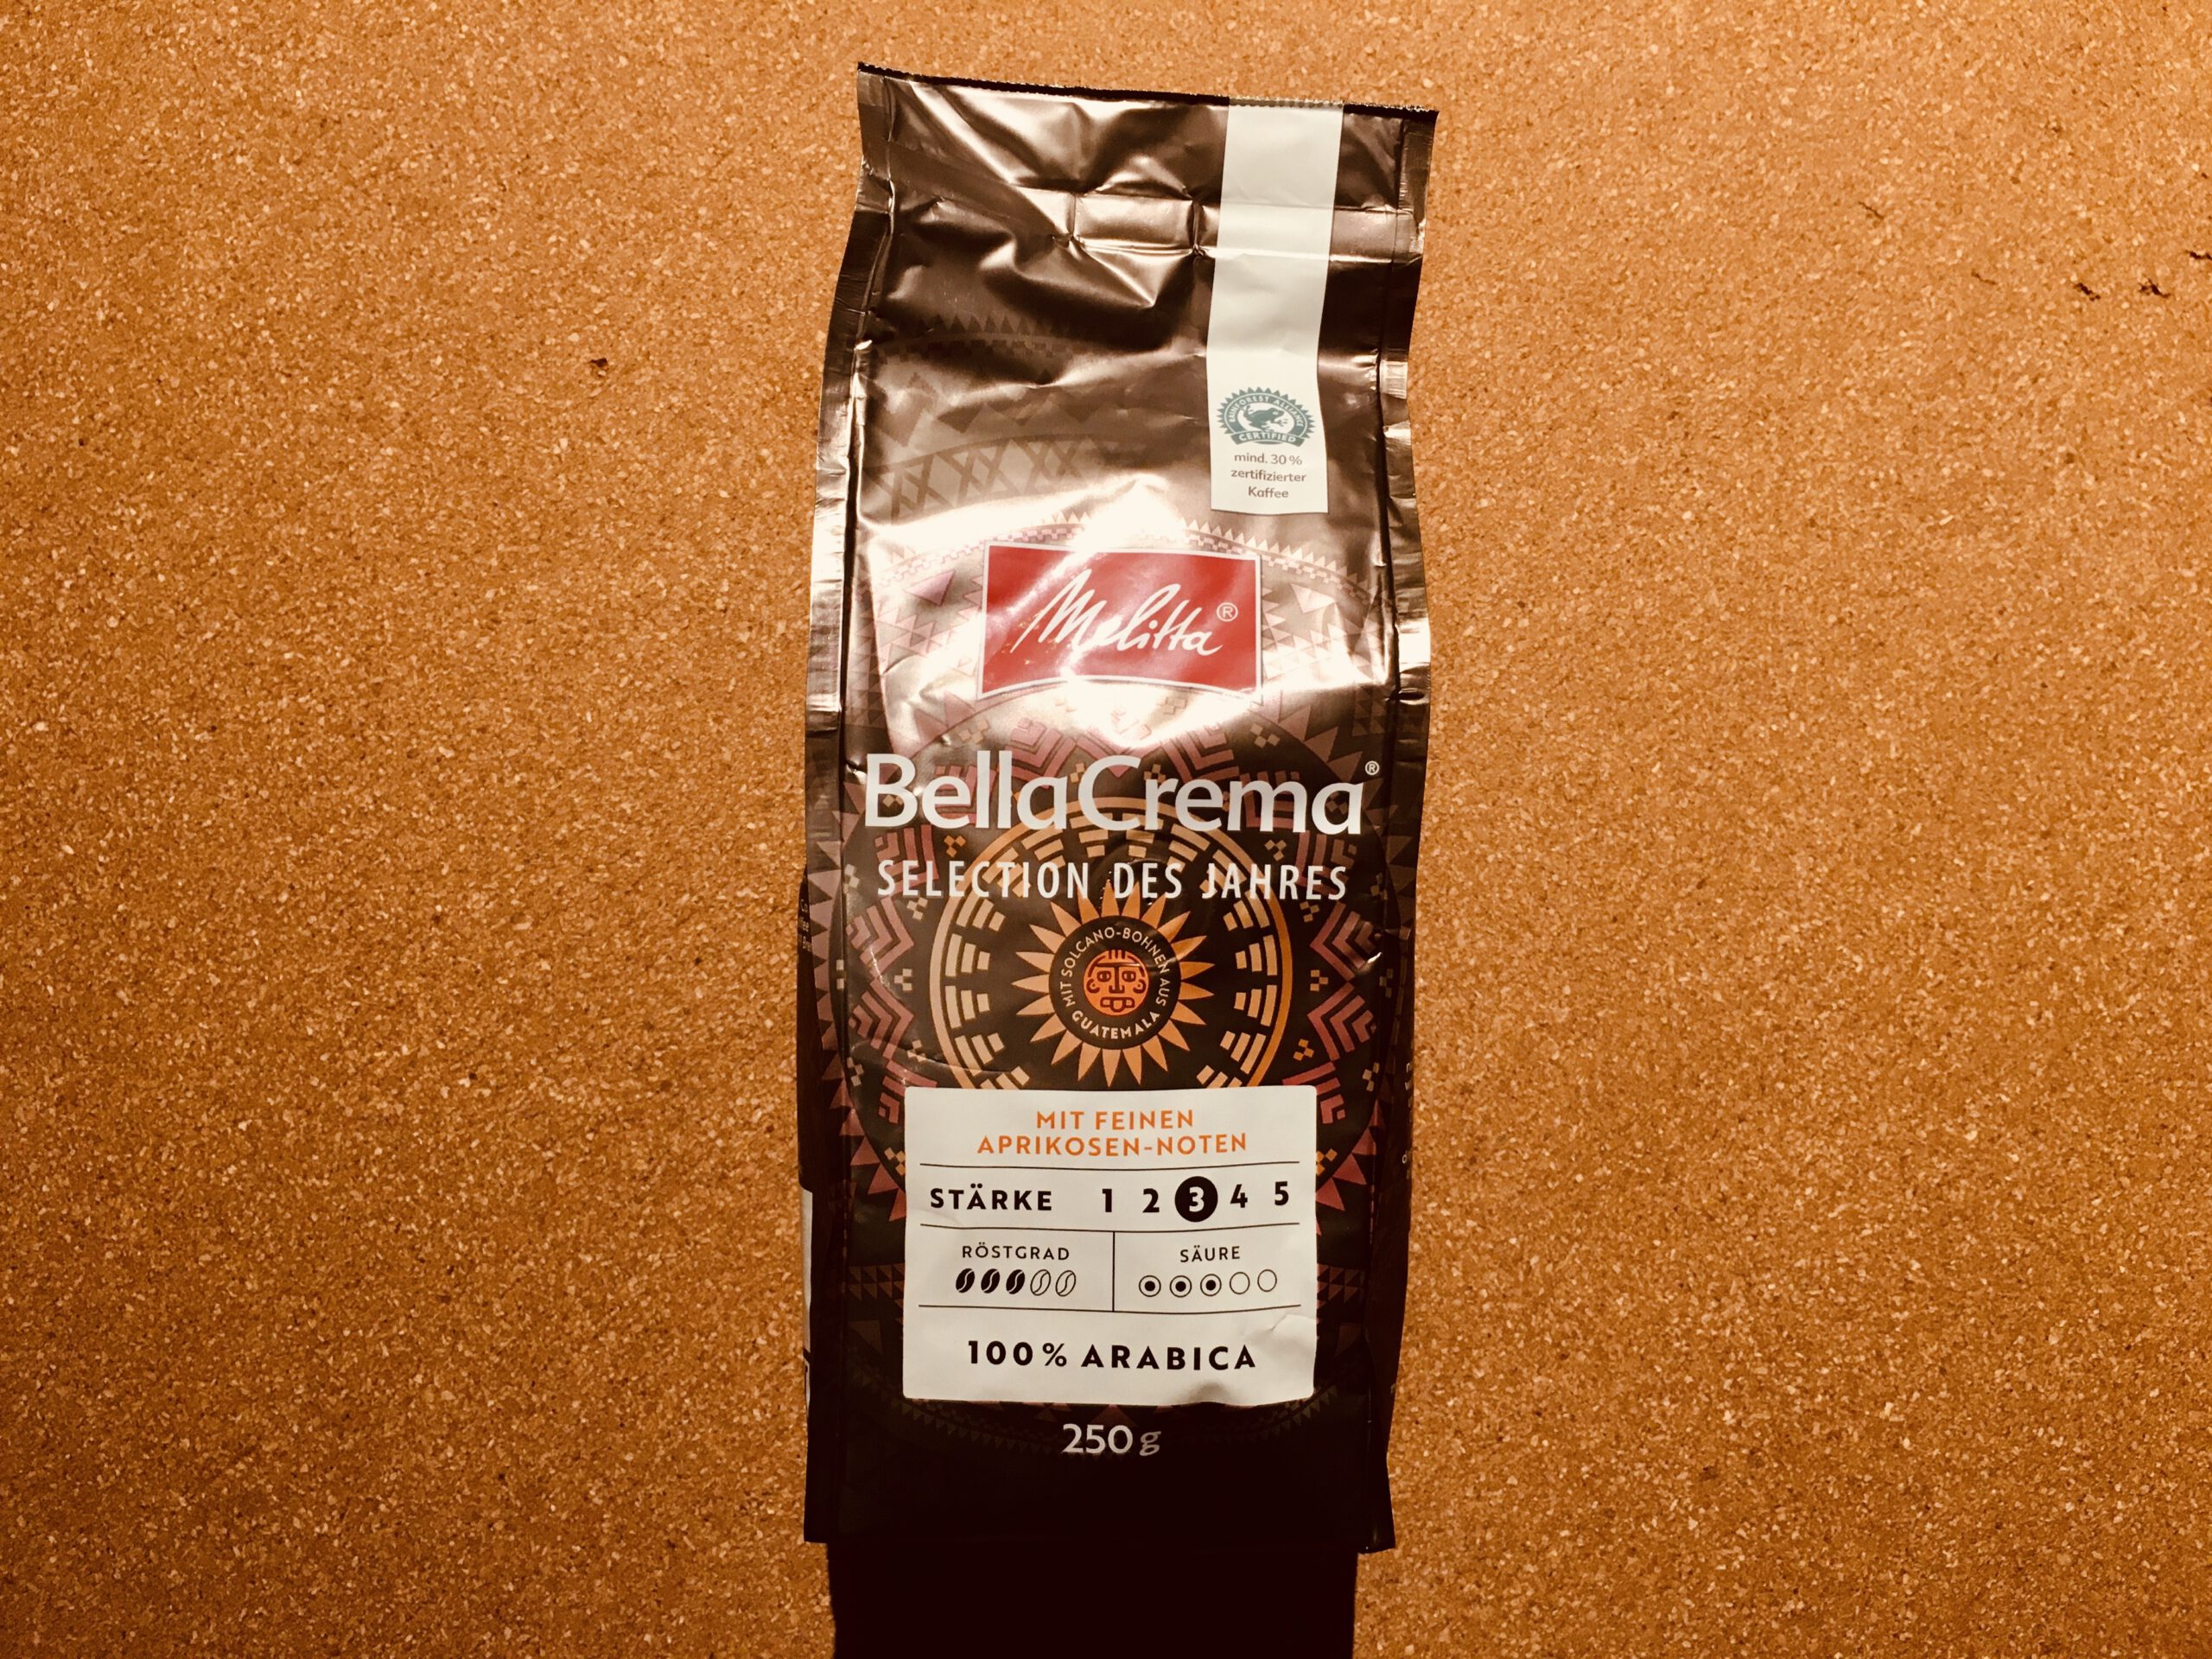 RAINFOREST ALLIANCE
CERTIFIED
mind. 30 %
zertifizierter
Kaffee
Melitta®
BellaCrema®
SELECTION DES JAHRES
MIT SOLCANO-BOHNEN AUS
GUATEMALA
MIT FEINEN
APRIKOSEN-NOTEN
STÄRKE 1 2 3 4 5
RÖSTGRAD SÄURE
100% ARABICA
250 g